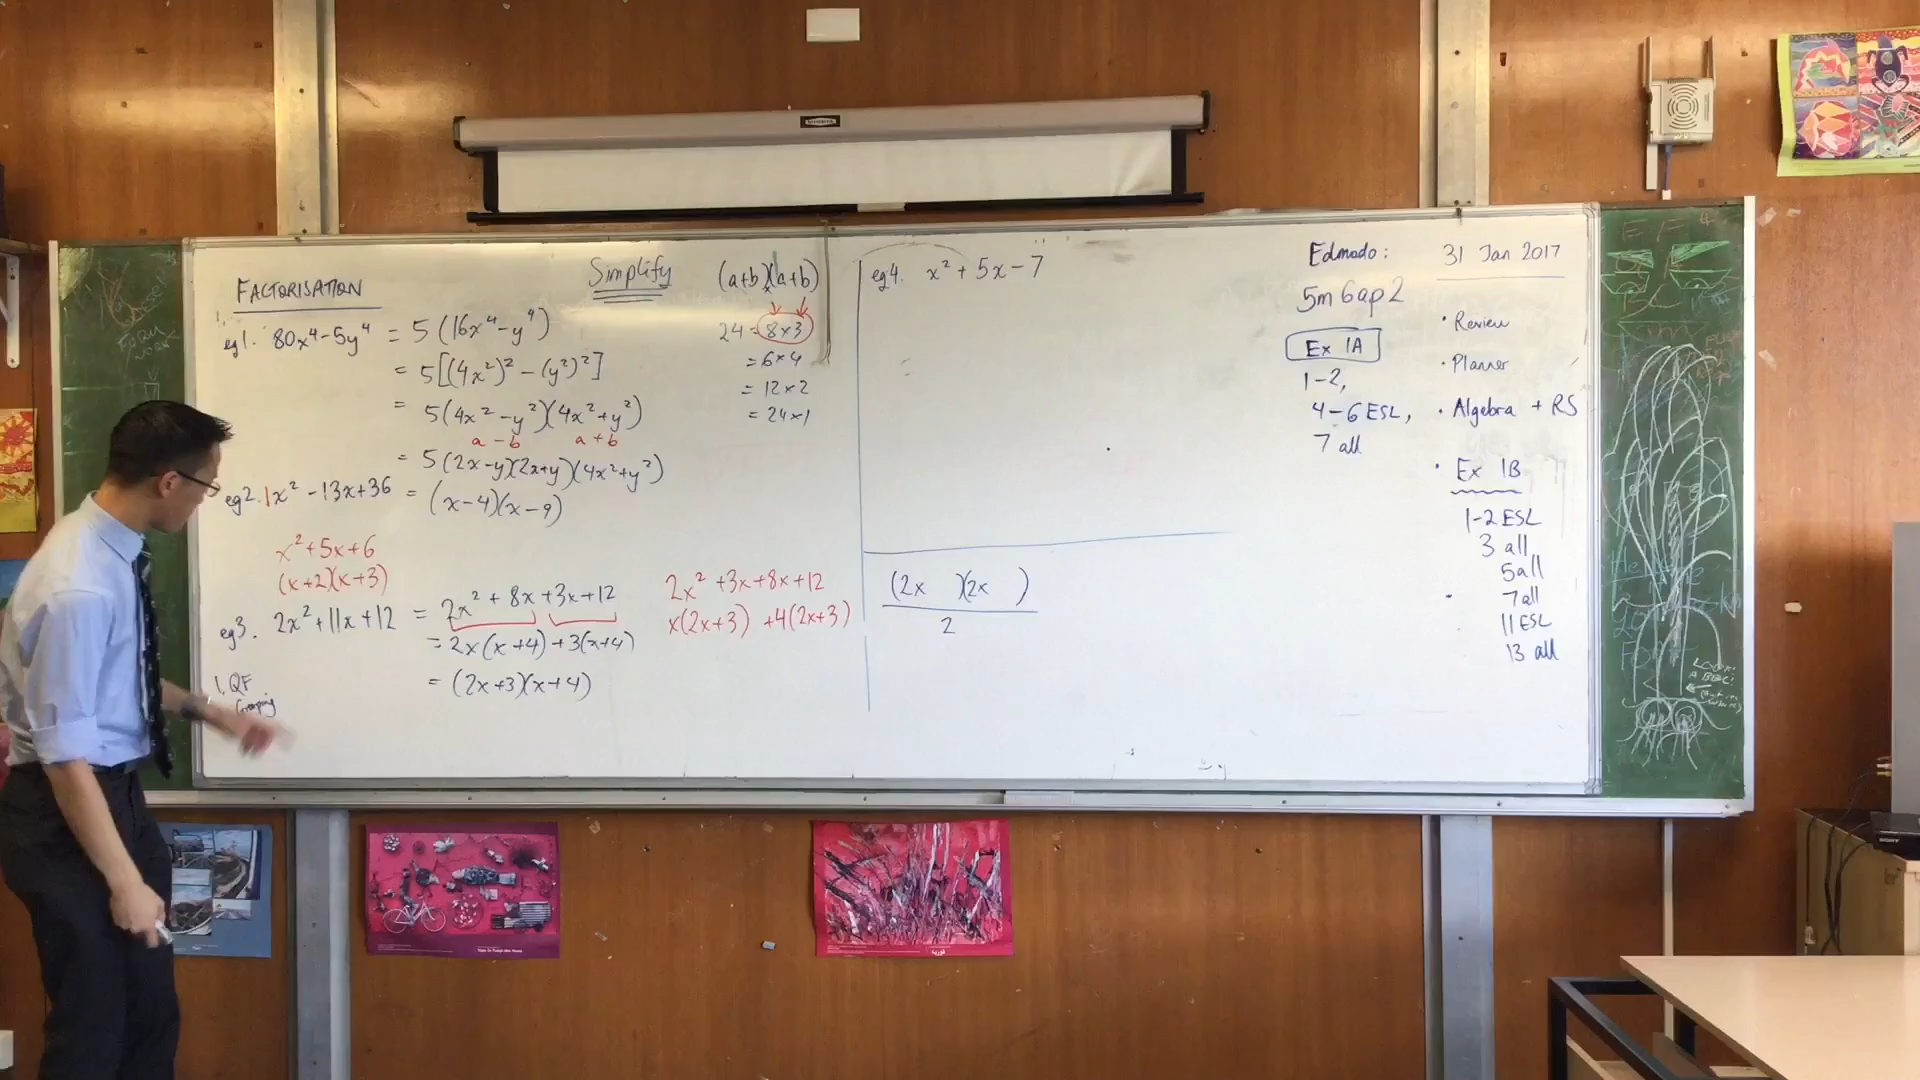 FACTORISATION
eg1. 80x⁴-5y⁴ = 5(16x⁴-y⁴)
= 5[(4x²)²-(y²)²]
= 5(4x²-y²)(4x²+y²)
a-b a+b
= 5(2x-y)(2x+y)(4x²+y²)
eg2. 1x²-13x+36 = (x-4)(x-9)
x²+5x+6
(x+2)(x+3)
eg3. 2x²+11x+12 = 2x²+8x+3x+12
= 2x(x+4)+3(x+4)
= (2x+3)(x+4)
1. QF
Grouping
Simplify
(a+b)(a+b)
24 = 8×3
= 6×4
= 12×2
= 24×1
2x²+3x+8x+12
x(2x+3) +4(2x+3)
eg4. x²+5x-7
(2x )(2x )
2
Edmodo:
5m6ap2
Ex 1A
1-2,
4-6 ESL,
7 all
31 Jan 2017
· Review
· Planner
· Algebra + RS
· Ex 1B
1-2 ESL
3 all
5 all
7 all
11 ESL
13 all
SONY